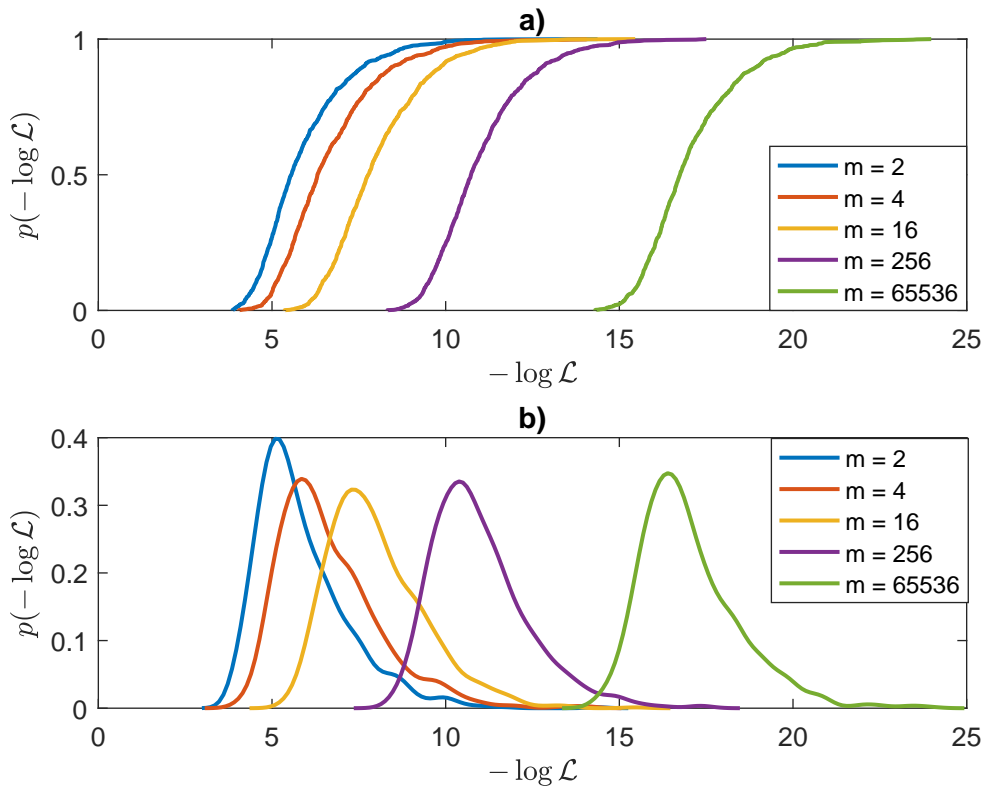 a)
1
0.5
0
p(− log ℒ)
0 5 10 15 20 25
− log ℒ
m = 2
m = 4
m = 16
m = 256
m = 65536
b)
0.4
0.3
0.2
0.1
0
p(− log ℒ)
0 5 10 15 20 25
− log ℒ
m = 2
m = 4
m = 16
m = 256
m = 65536